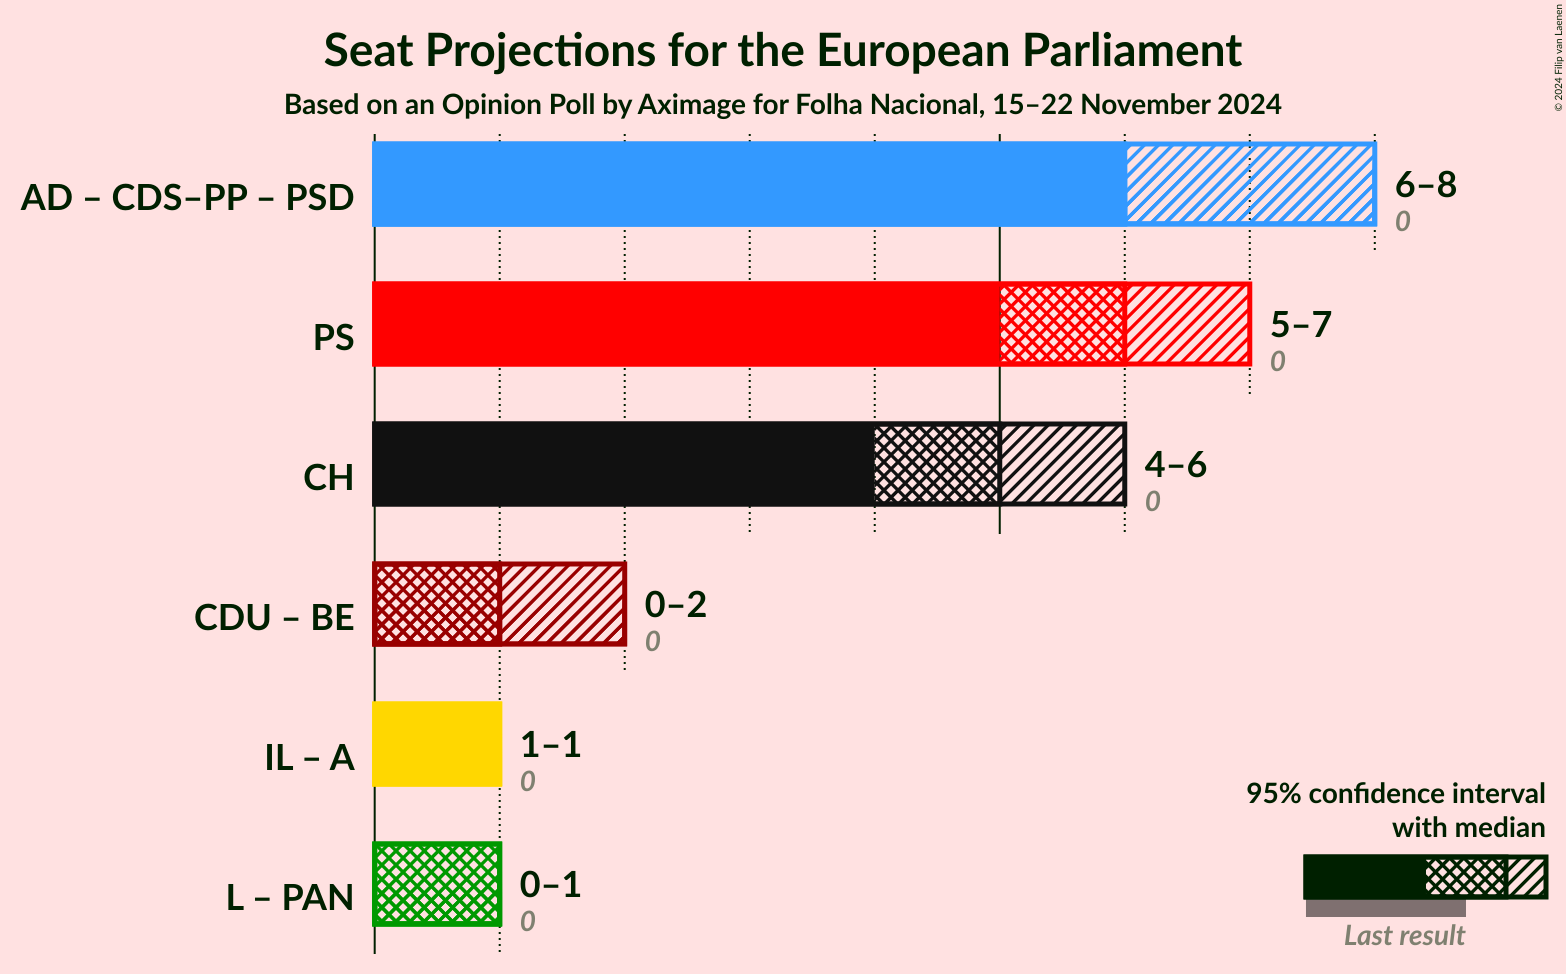 Seat Projections for the European Parliament
Based on an Opinion Poll by Aximage for Folha Nacional, 15–22 November 2024
© 2024 Filip van Laenen
AD – CDS–PP – PSD
6–8
0
PS
5–7
0
CH
4–6
0
CDU – BE
0–2
0
IL – A
1–1
0
L – PAN
0–1
0
95% confidence interval
with median
Last result